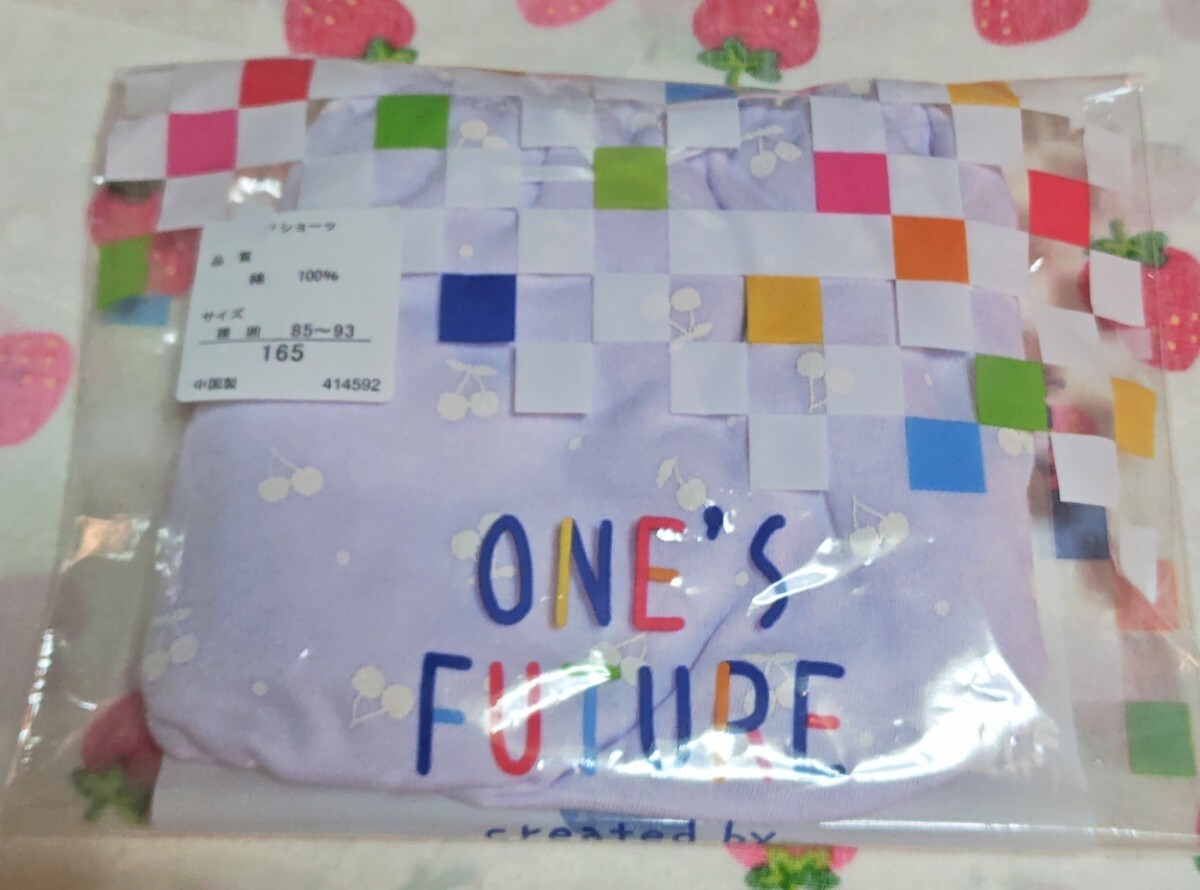 ショーツ
品質
綿 100%
サイズ
腰囲 85〜93
165
中国製 414592
ONE'S
FUTURE
created by